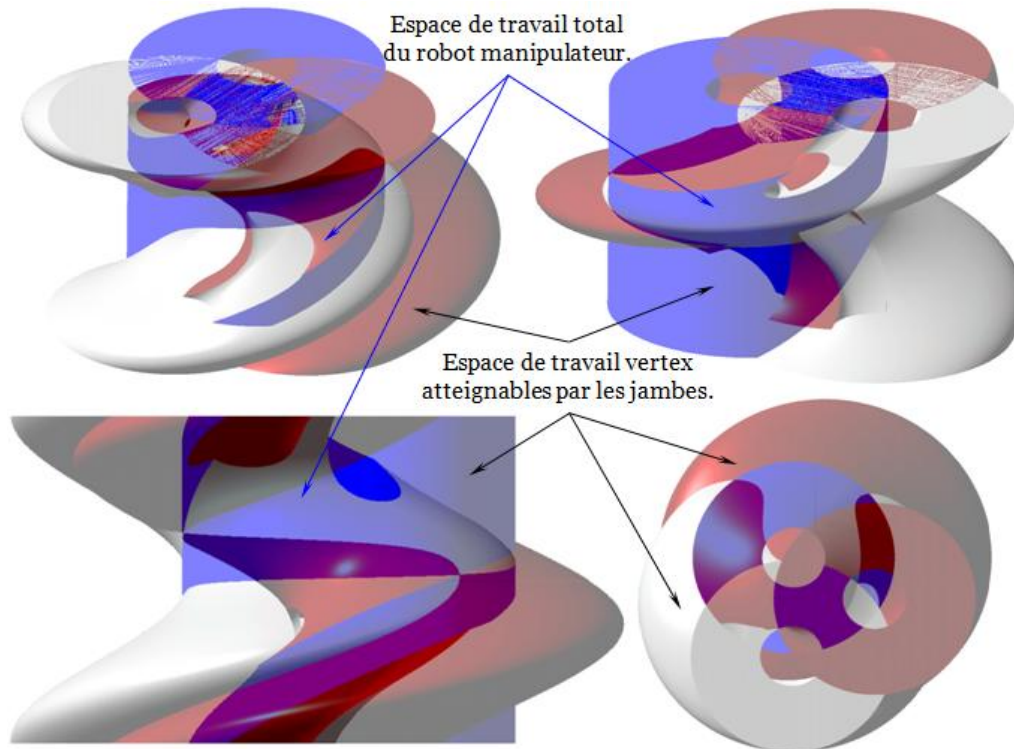 Espace de travail total
du robot manipulateur.
Espace de travail vertex
atteignables par les jambes.